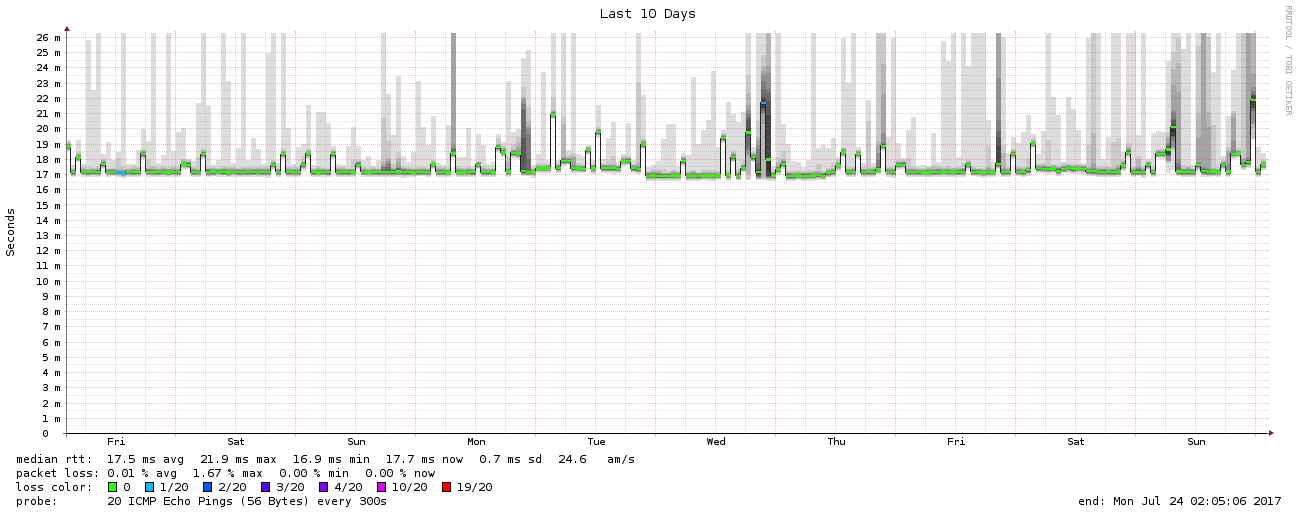 Last 10 Days
RRDTOOL / TOBI OETIKER
Seconds
26 m
25 m
24 m
23 m
22 m
21 m
20 m
19 m
18 m
17 m
16 m
15 m
14 m
13 m
12 m
11 m
10 m
9 m
8 m
7 m
6 m
5 m
4 m
3 m
2 m
1 m
0
Fri Sat Sun Mon Tue Wed Thu Fri Sat Sun
median rtt: 17.5 ms avg 21.9 ms max 16.9 ms min 17.7 ms now 0.7 ms sd 24.6 am/s
packet loss: 0.01 % avg 1.67 % max 0.00 % min 0.00 % now
loss color: 0 1/20 2/20 3/20 4/20 10/20 19/20
probe: 20 ICMP Echo Pings (56 Bytes) every 300s end: Mon Jul 24 02:05:06 2017